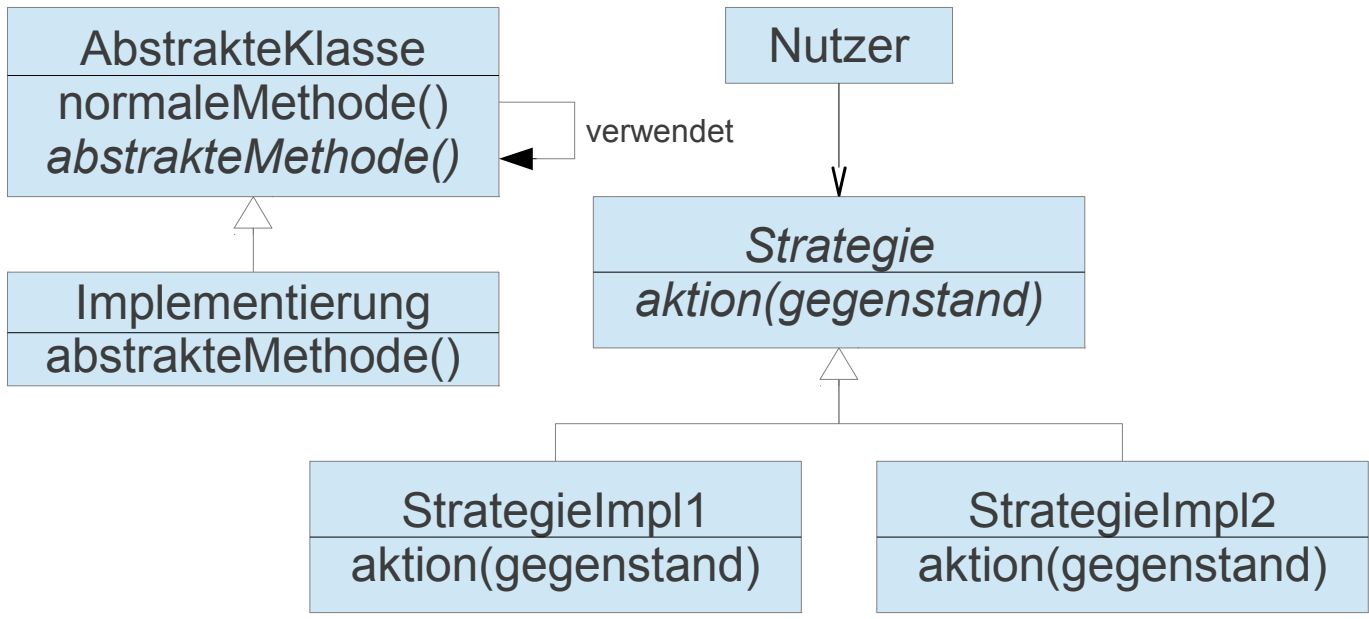 AbstrakteKlasse
normaleMethode()
abstrakteMethode()
verwendet
Implementierung
abstrakteMethode()
Nutzer
Strategie
aktion(gegenstand)
StrategieImpl1
aktion(gegenstand)
StrategieImpl2
aktion(gegenstand)